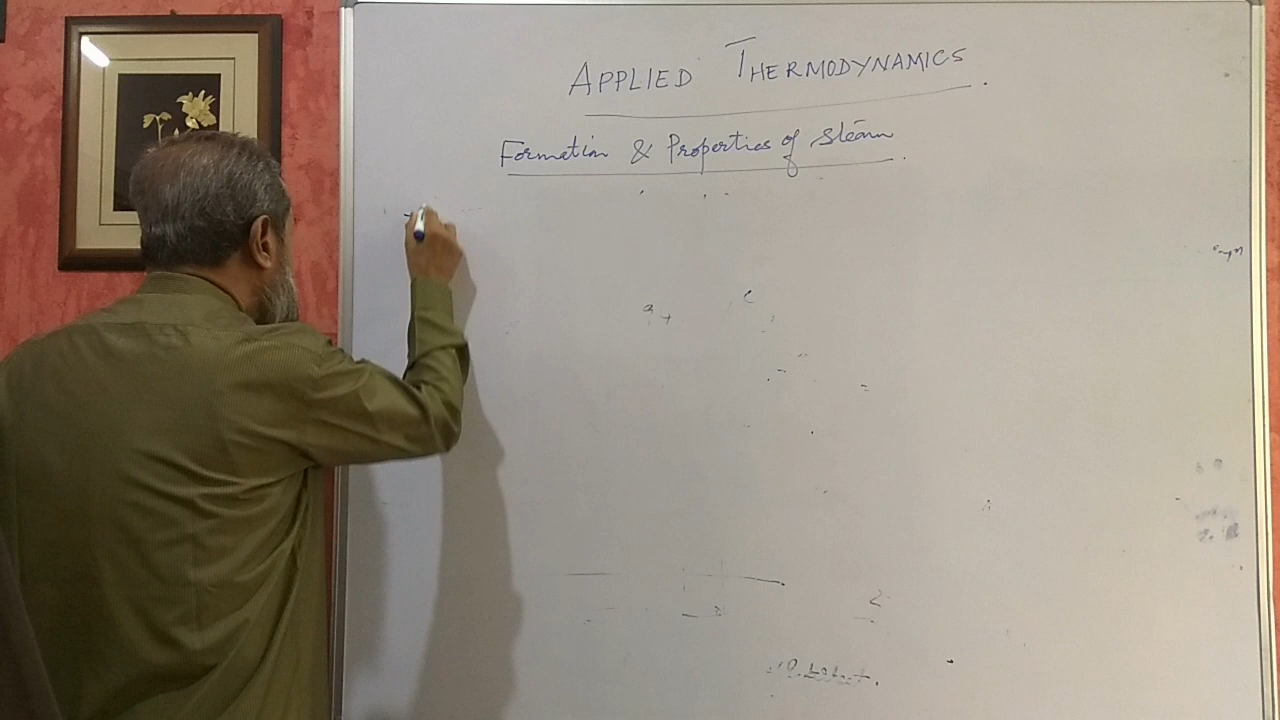 APPLIED THERMODYNAMICS.
Formation & Properties of Steam.